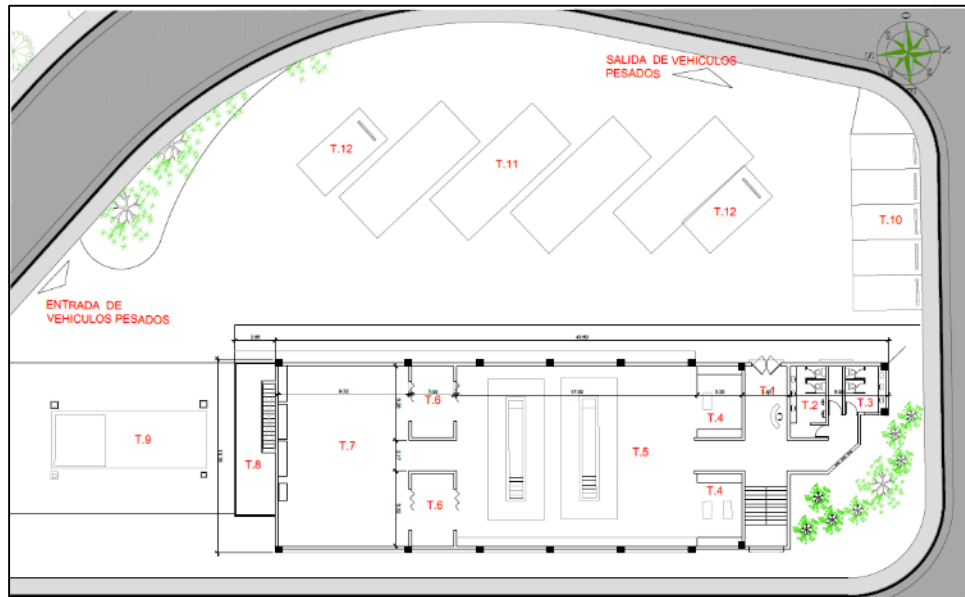 O
S
N
E
SALIDA DE VEHICULOS
PESADOS
T.12
T.11
T.12
T.10
ENTRADA DE
VEHICULOS PESADOS
T.6
T.1
T.2
T.3
T.4
T.9
T.8
T.7
T.5
T.4
T.6